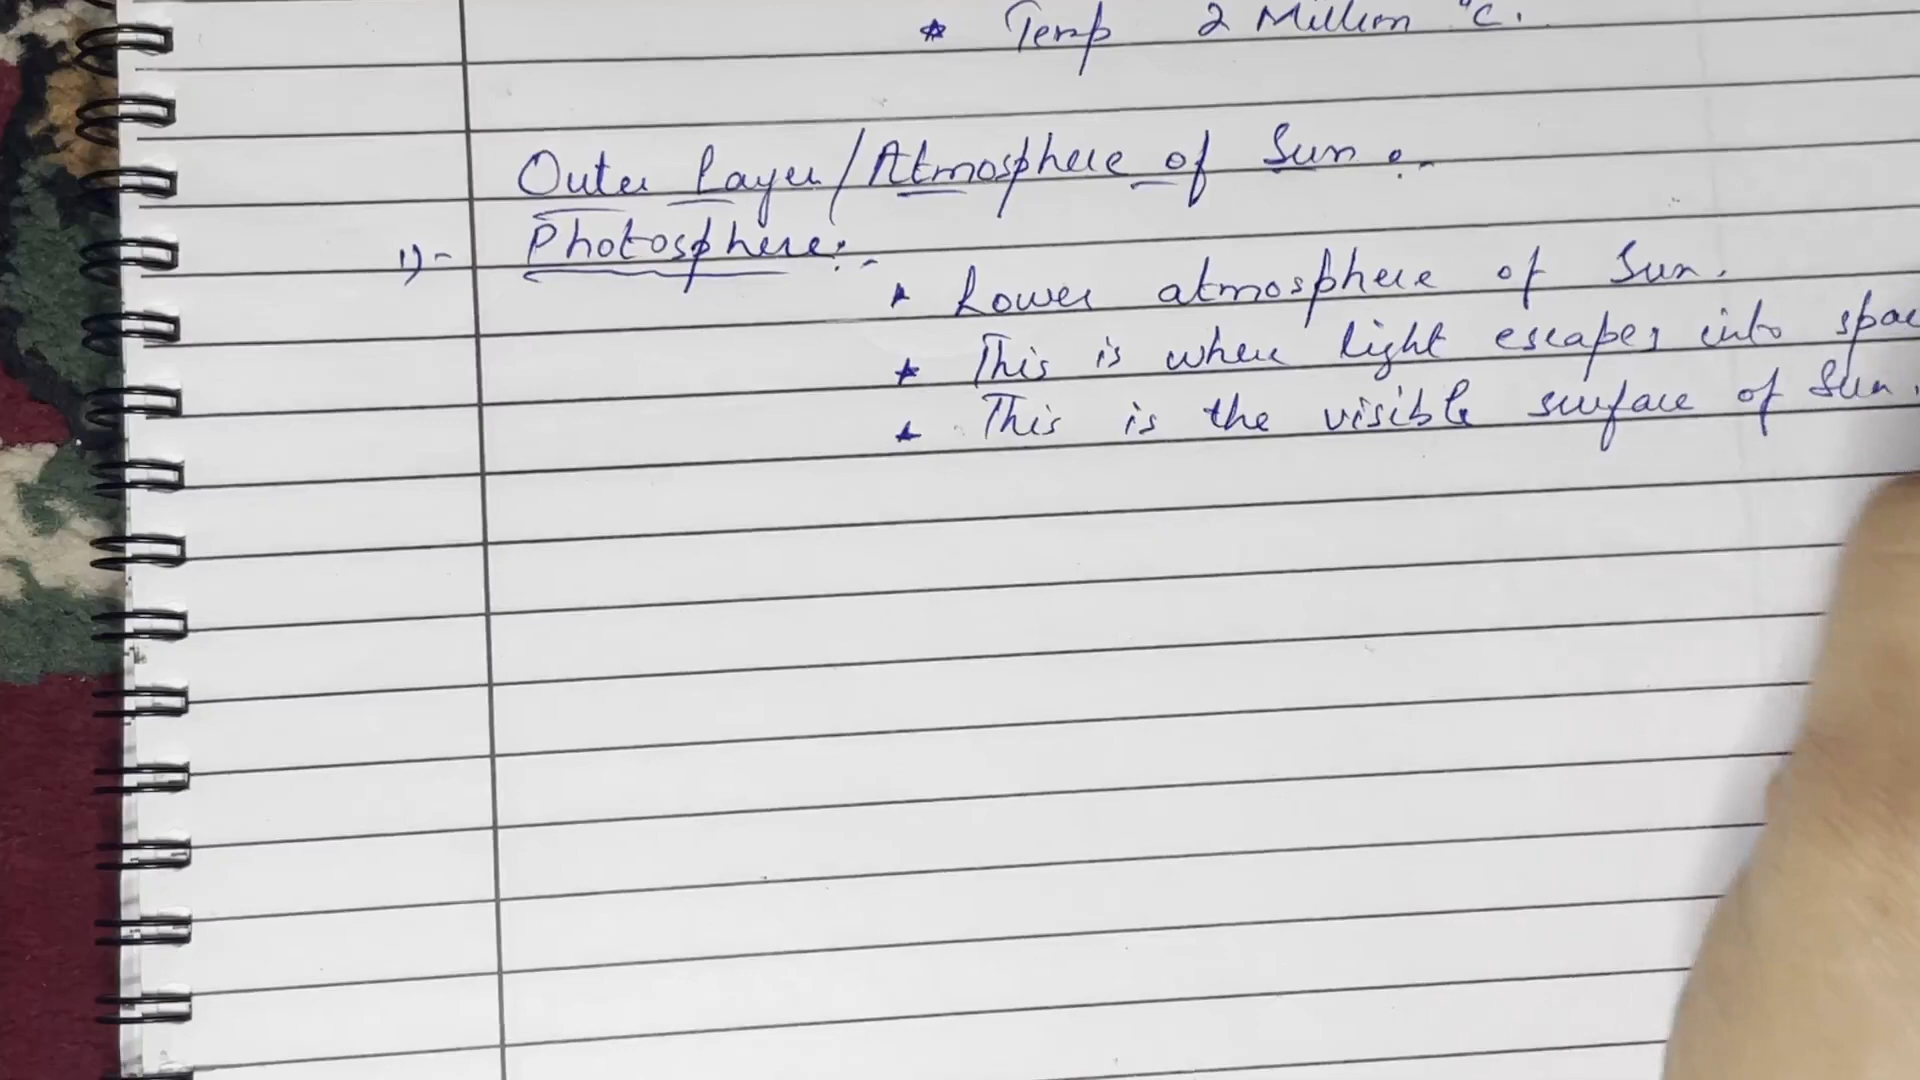 * Temp 2 Million °C.
Outer Layer/Atmosphere of Sun :-
1)- Photosphere:-
* Lower atmosphere of Sun.
* This is where light escapes into spac
* This is the visible surface of Sun.